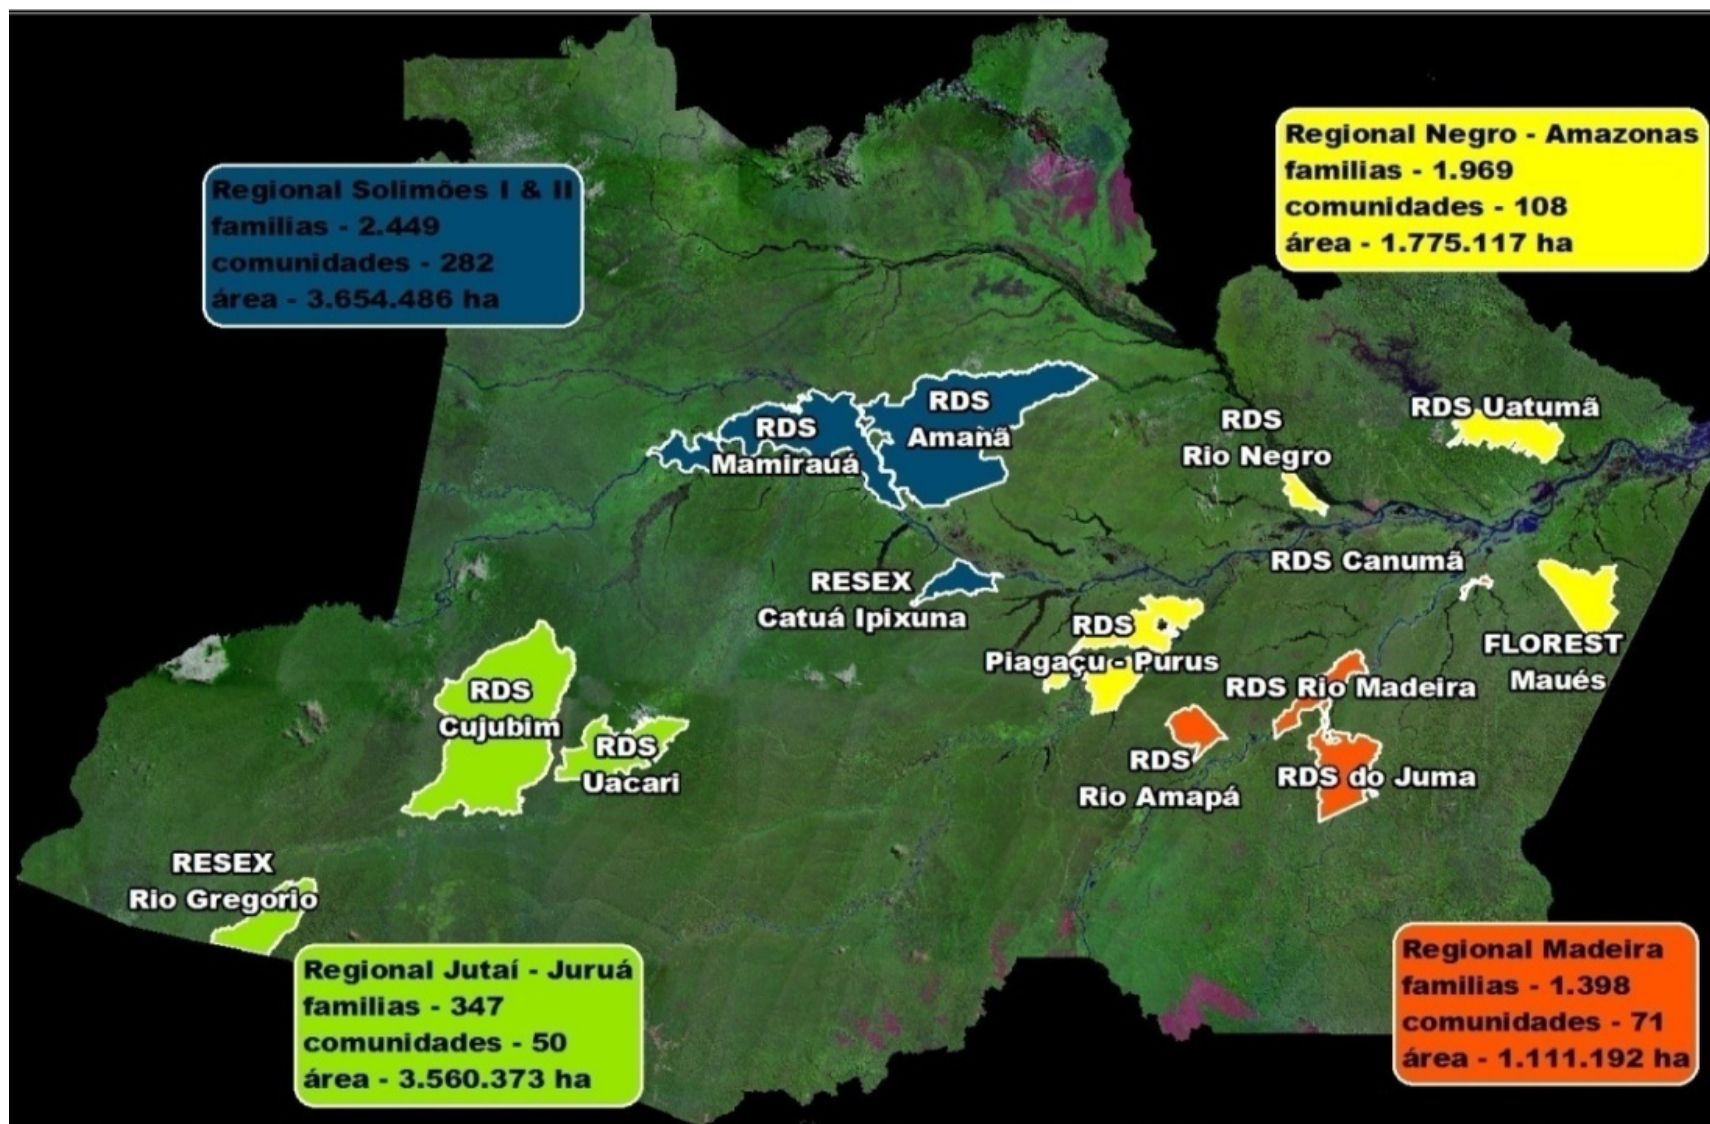 Regional Negro - Amazonas
familias - 1.969
comunidades - 108
área - 1.775.117 ha
Regional Solimões I & II
familias - 2.449
comunidades - 282
área - 3.654.486 ha
RDS
Amanã
RDS
Mamirauá
RDS
Rio Negro
RDS Uatumã
RDS Canumã
RESEX
Catuá Ipixuna
RDS
Piagaçu - Purus
FLOREST
Maués
RDS Rio Madeira
RDS
Cujubim
RDS
Uacari
RDS
Rio Amapá
RDS do Juma
RESEX
Rio Gregorio
Regional Jutaí - Juruá
familias - 347
comunidades - 50
área - 3.560.373 ha
Regional Madeira
familias - 1.398
comunidades - 71
área - 1.111.192 ha